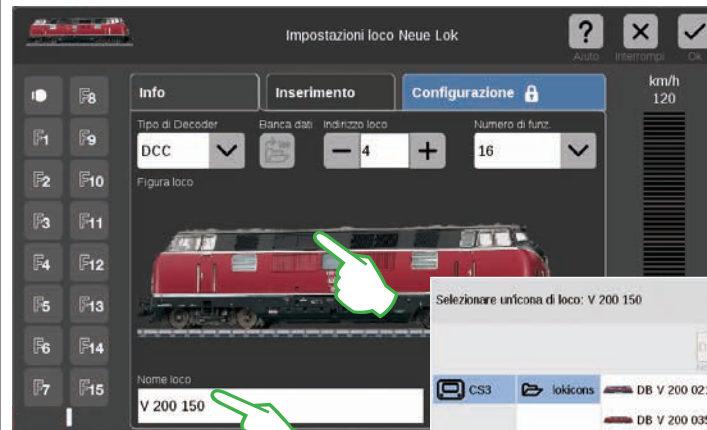 Impostazioni loco Neue Lok
?
Aiuto
Interrompi
Ok
km/h
120
Info
Inserimento
Configurazione
F8
F1
F9
F2
F10
F3
F11
F4
F12
F5
F13
F6
F14
F7
F15
Tipo di Decoder
Banca dati
Indirizzo loco
Numero di funz.
DCC
4
16
Figura loco
Nome loco
V 200 150
Selezionare un'icona di loco: V 200 150
CS3
lokicons
DB V 200 021
DB V 200 035